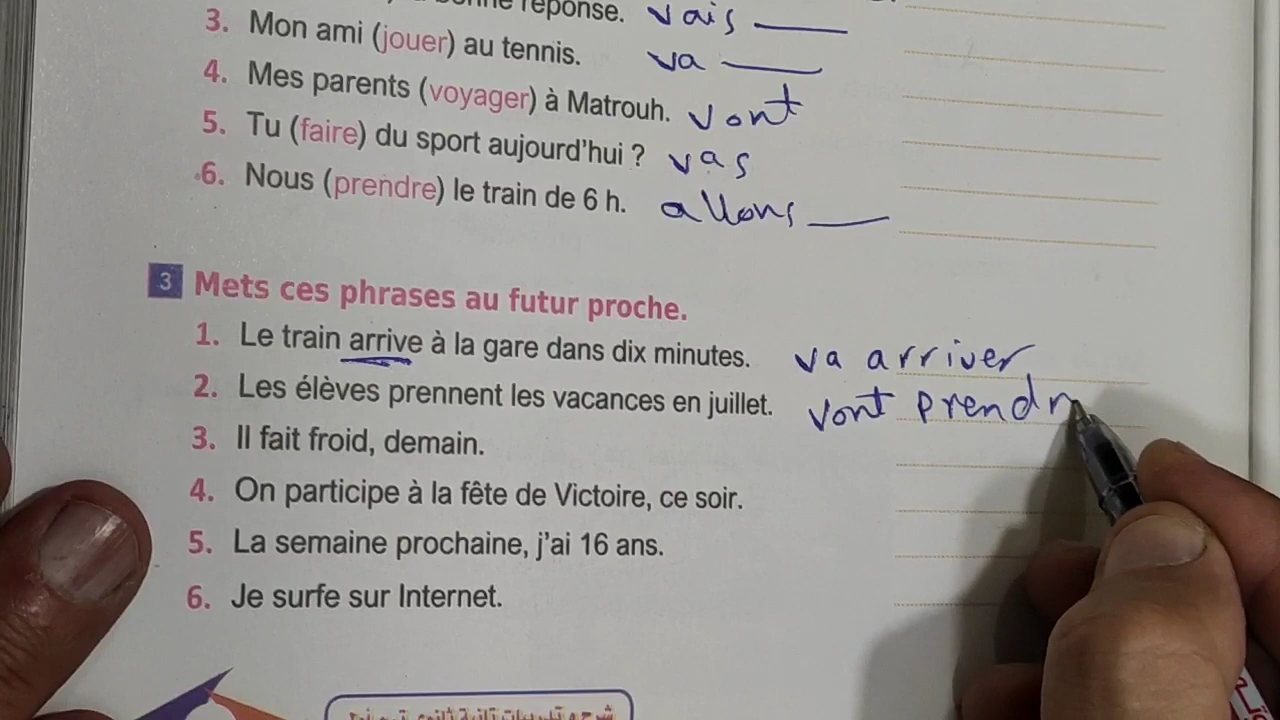 réponse. vais
3. Mon ami (jouer) au tennis. va
4. Mes parents (voyager) à Matrouh. vont
5. Tu (faire) du sport aujourd'hui ? vas
6. Nous (prendre) le train de 6 h. allons
3 Mets ces phrases au futur proche.
1. Le train arrive à la gare dans dix minutes. va arriver
2. Les élèves prennent les vacances en juillet. vont prendr
3. Il fait froid, demain.
4. On participe à la fête de Victoire, ce soir.
5. La semaine prochaine, j'ai 16 ans.
6. Je surfe sur Internet.